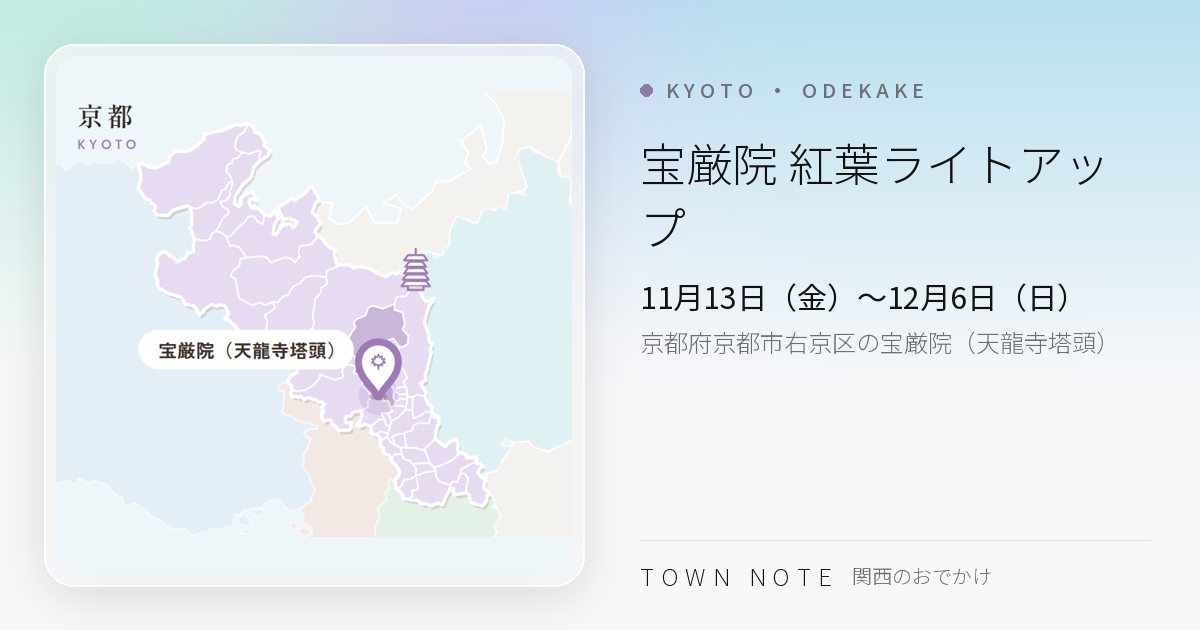 京都
KYOTO
宝厳院（天龍寺塔頭）
KYOTO • ODEKAKE
宝厳院 紅葉ライトアッ
プ
11月13日（金）〜12月6日（日）
京都府京都市右京区の宝厳院（天龍寺塔頭）
TOWN NOTE 関西のおでかけ